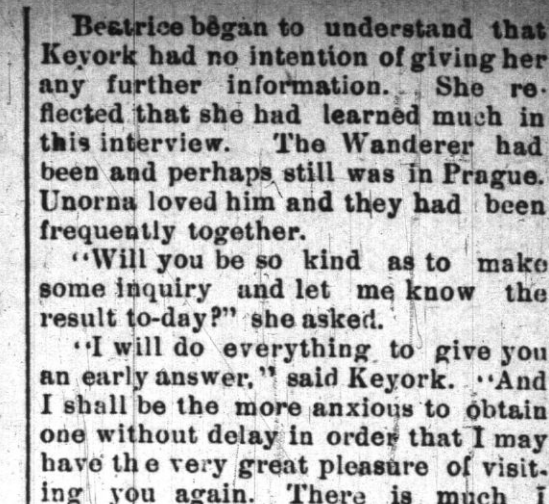 Beatrice began to understand that
Keyork had no intention of giving her
any further information. She re-
flected that she had learned much in
this interview. The Wanderer had
been and perhaps still was in Prague.
Unorna loved him and they had been
frequently together.
"Will you be so kind as to make
some inquiry and let me know the
result to-day?" she asked.
"I will do everything to give you
an early answer," said Keyork. "And
I shall be the more anxious to obtain
one without delay in order that I may
have the very great pleasure of visit-
ing you again. There is much I